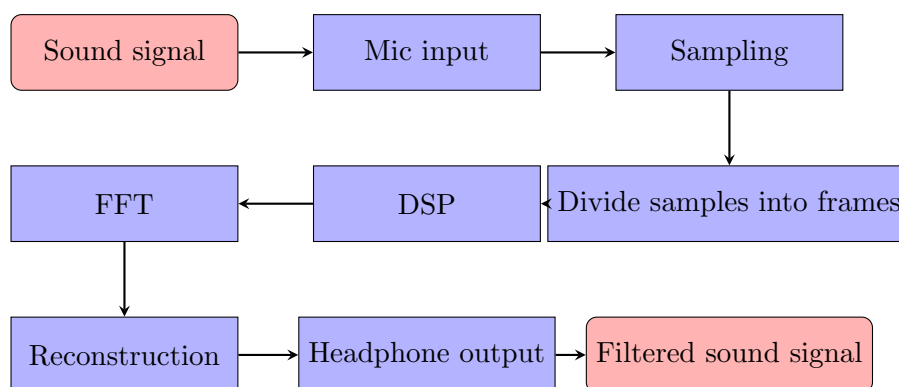 Sound signal
Mic input
Sampling
FFT
DSP
Divide samples into frames
Reconstruction
Headphone output
Filtered sound signal